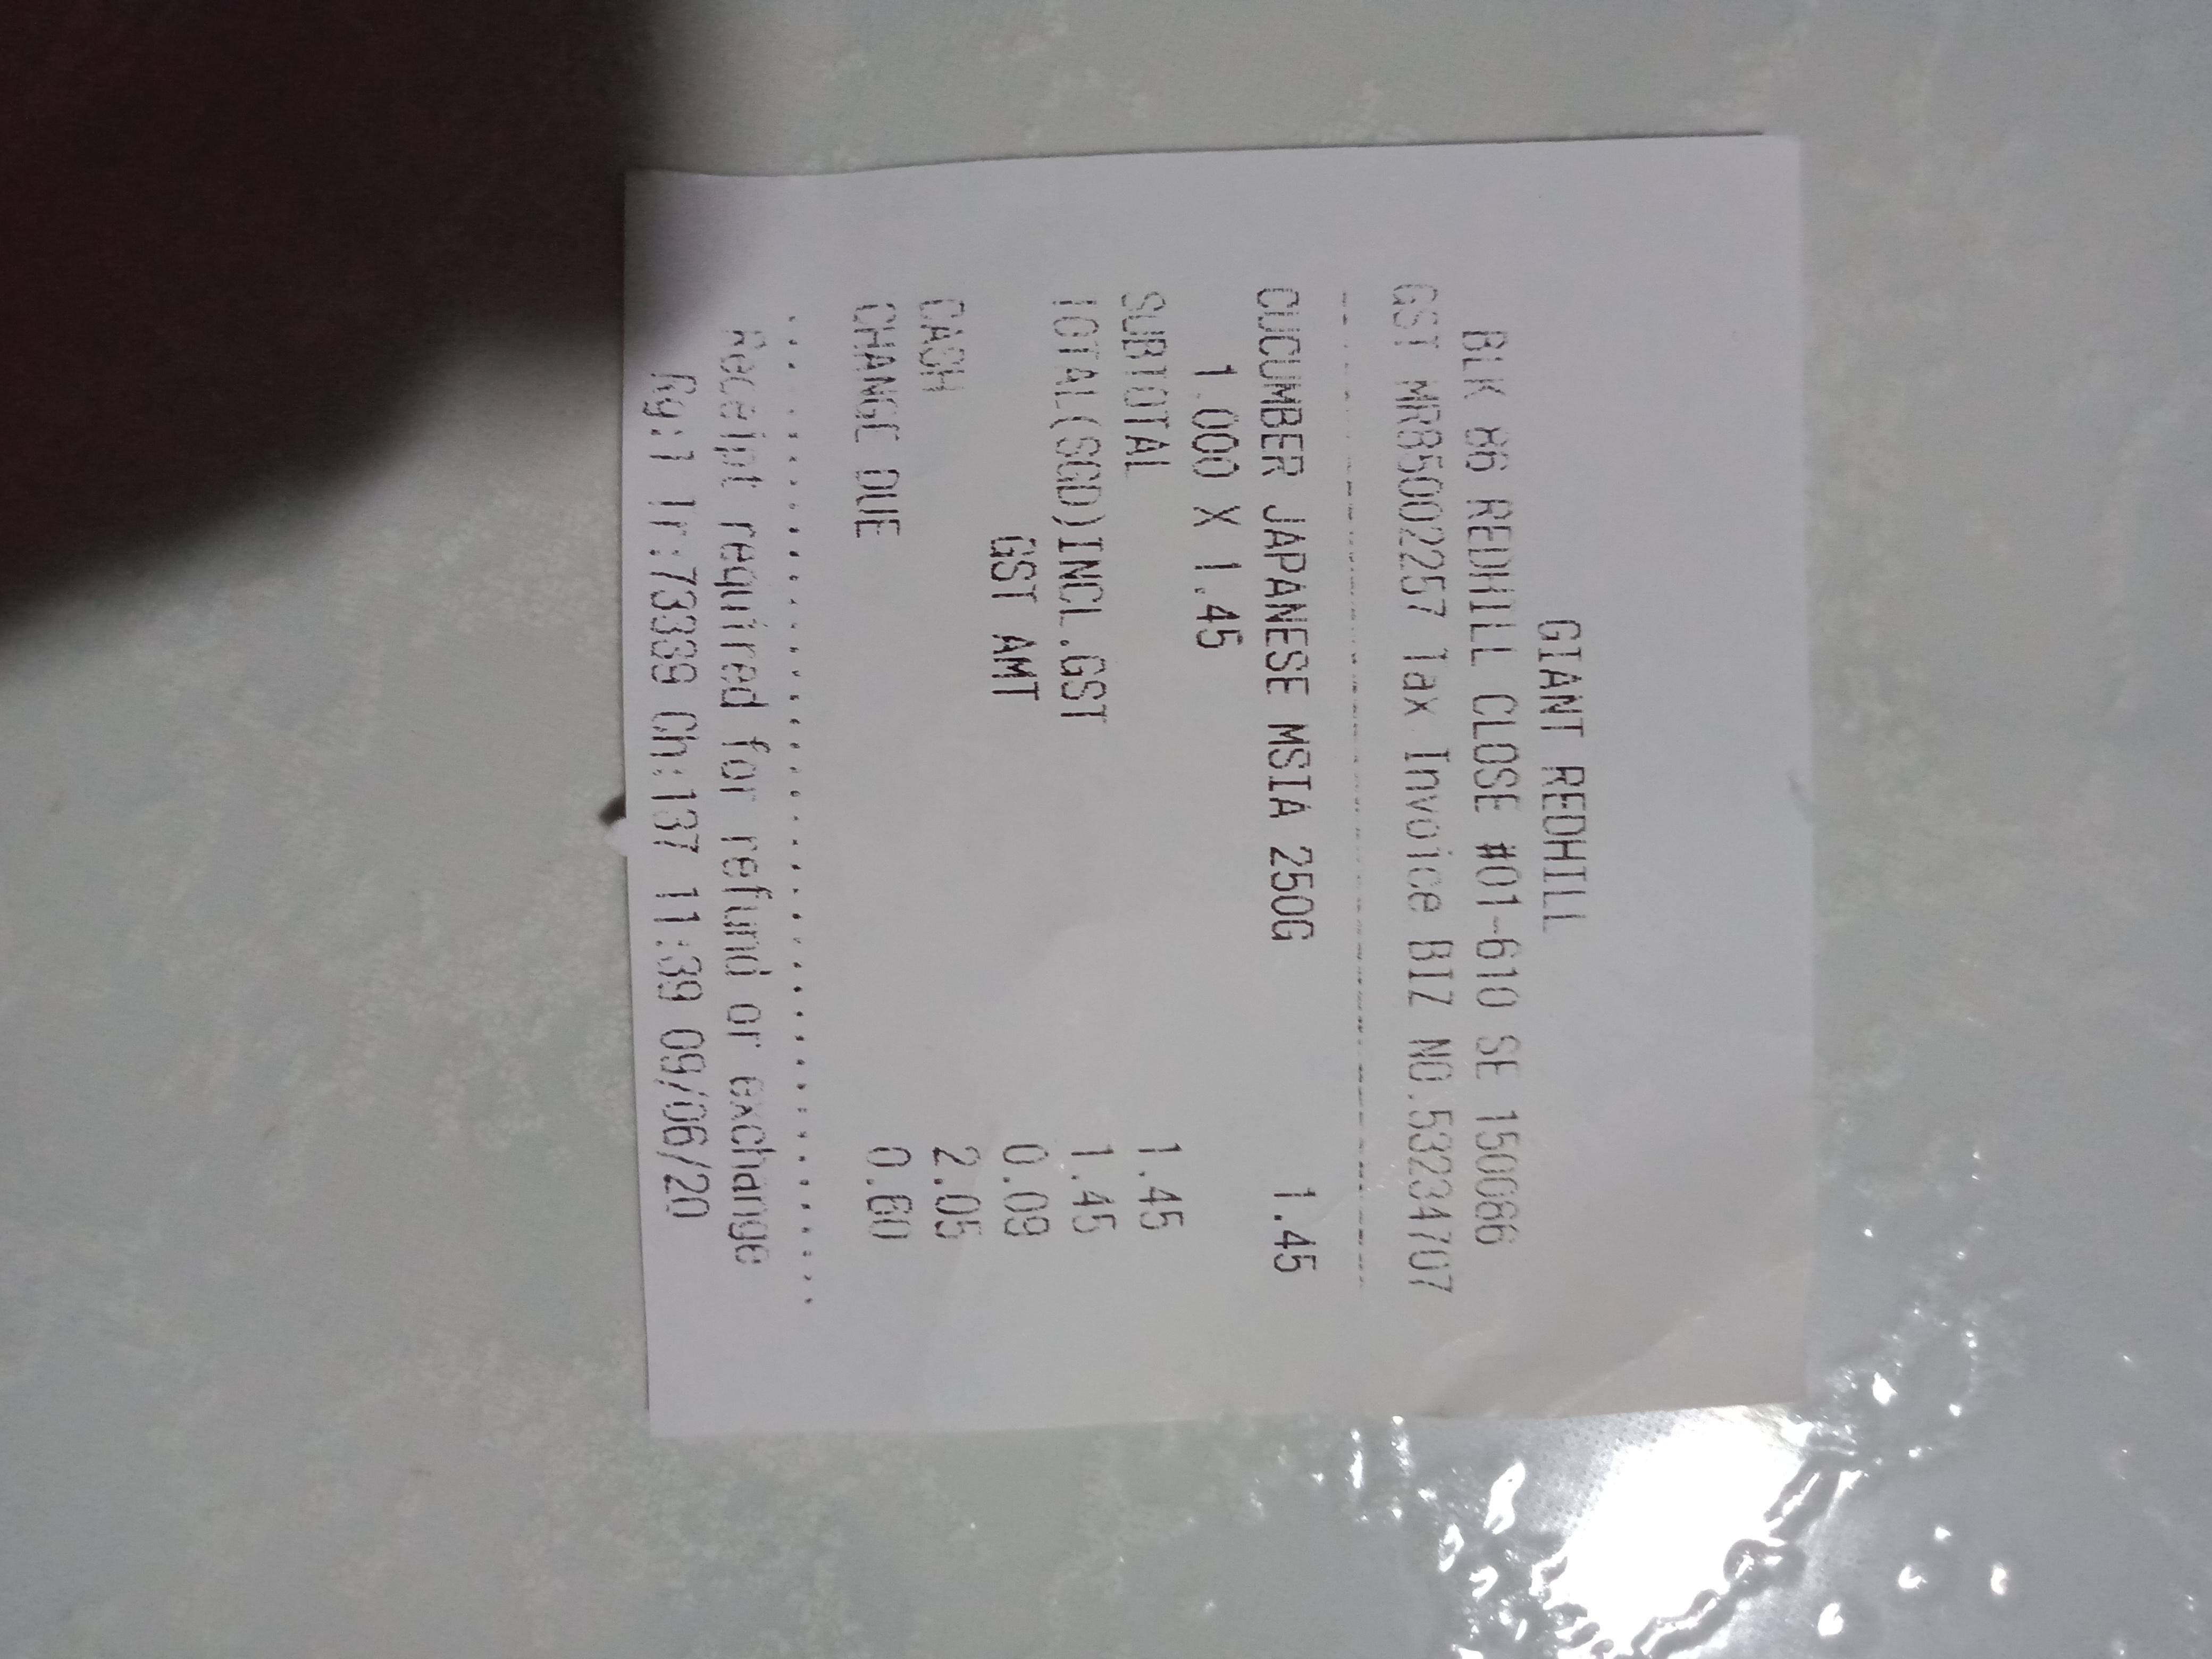 GIANT REDHILL
BLK 86 REDHILL CLOSE #01-610 SE 150086
GST MR85002257 Tax Invoice BIZ NO.53234707
CUCUMBER JAPANESE MSIA 250G 1.45
1.000 X 1.45
SUBTOTAL 1.45
TOTAL(SGD)INCL.GST 1.45
GST AMT 0.09
CASH 2.05
CHANGE DUE 0.60
Receipt required for refund or exchange
Rg:1 Tr:73339 Ch:137 11:39 09/06/20